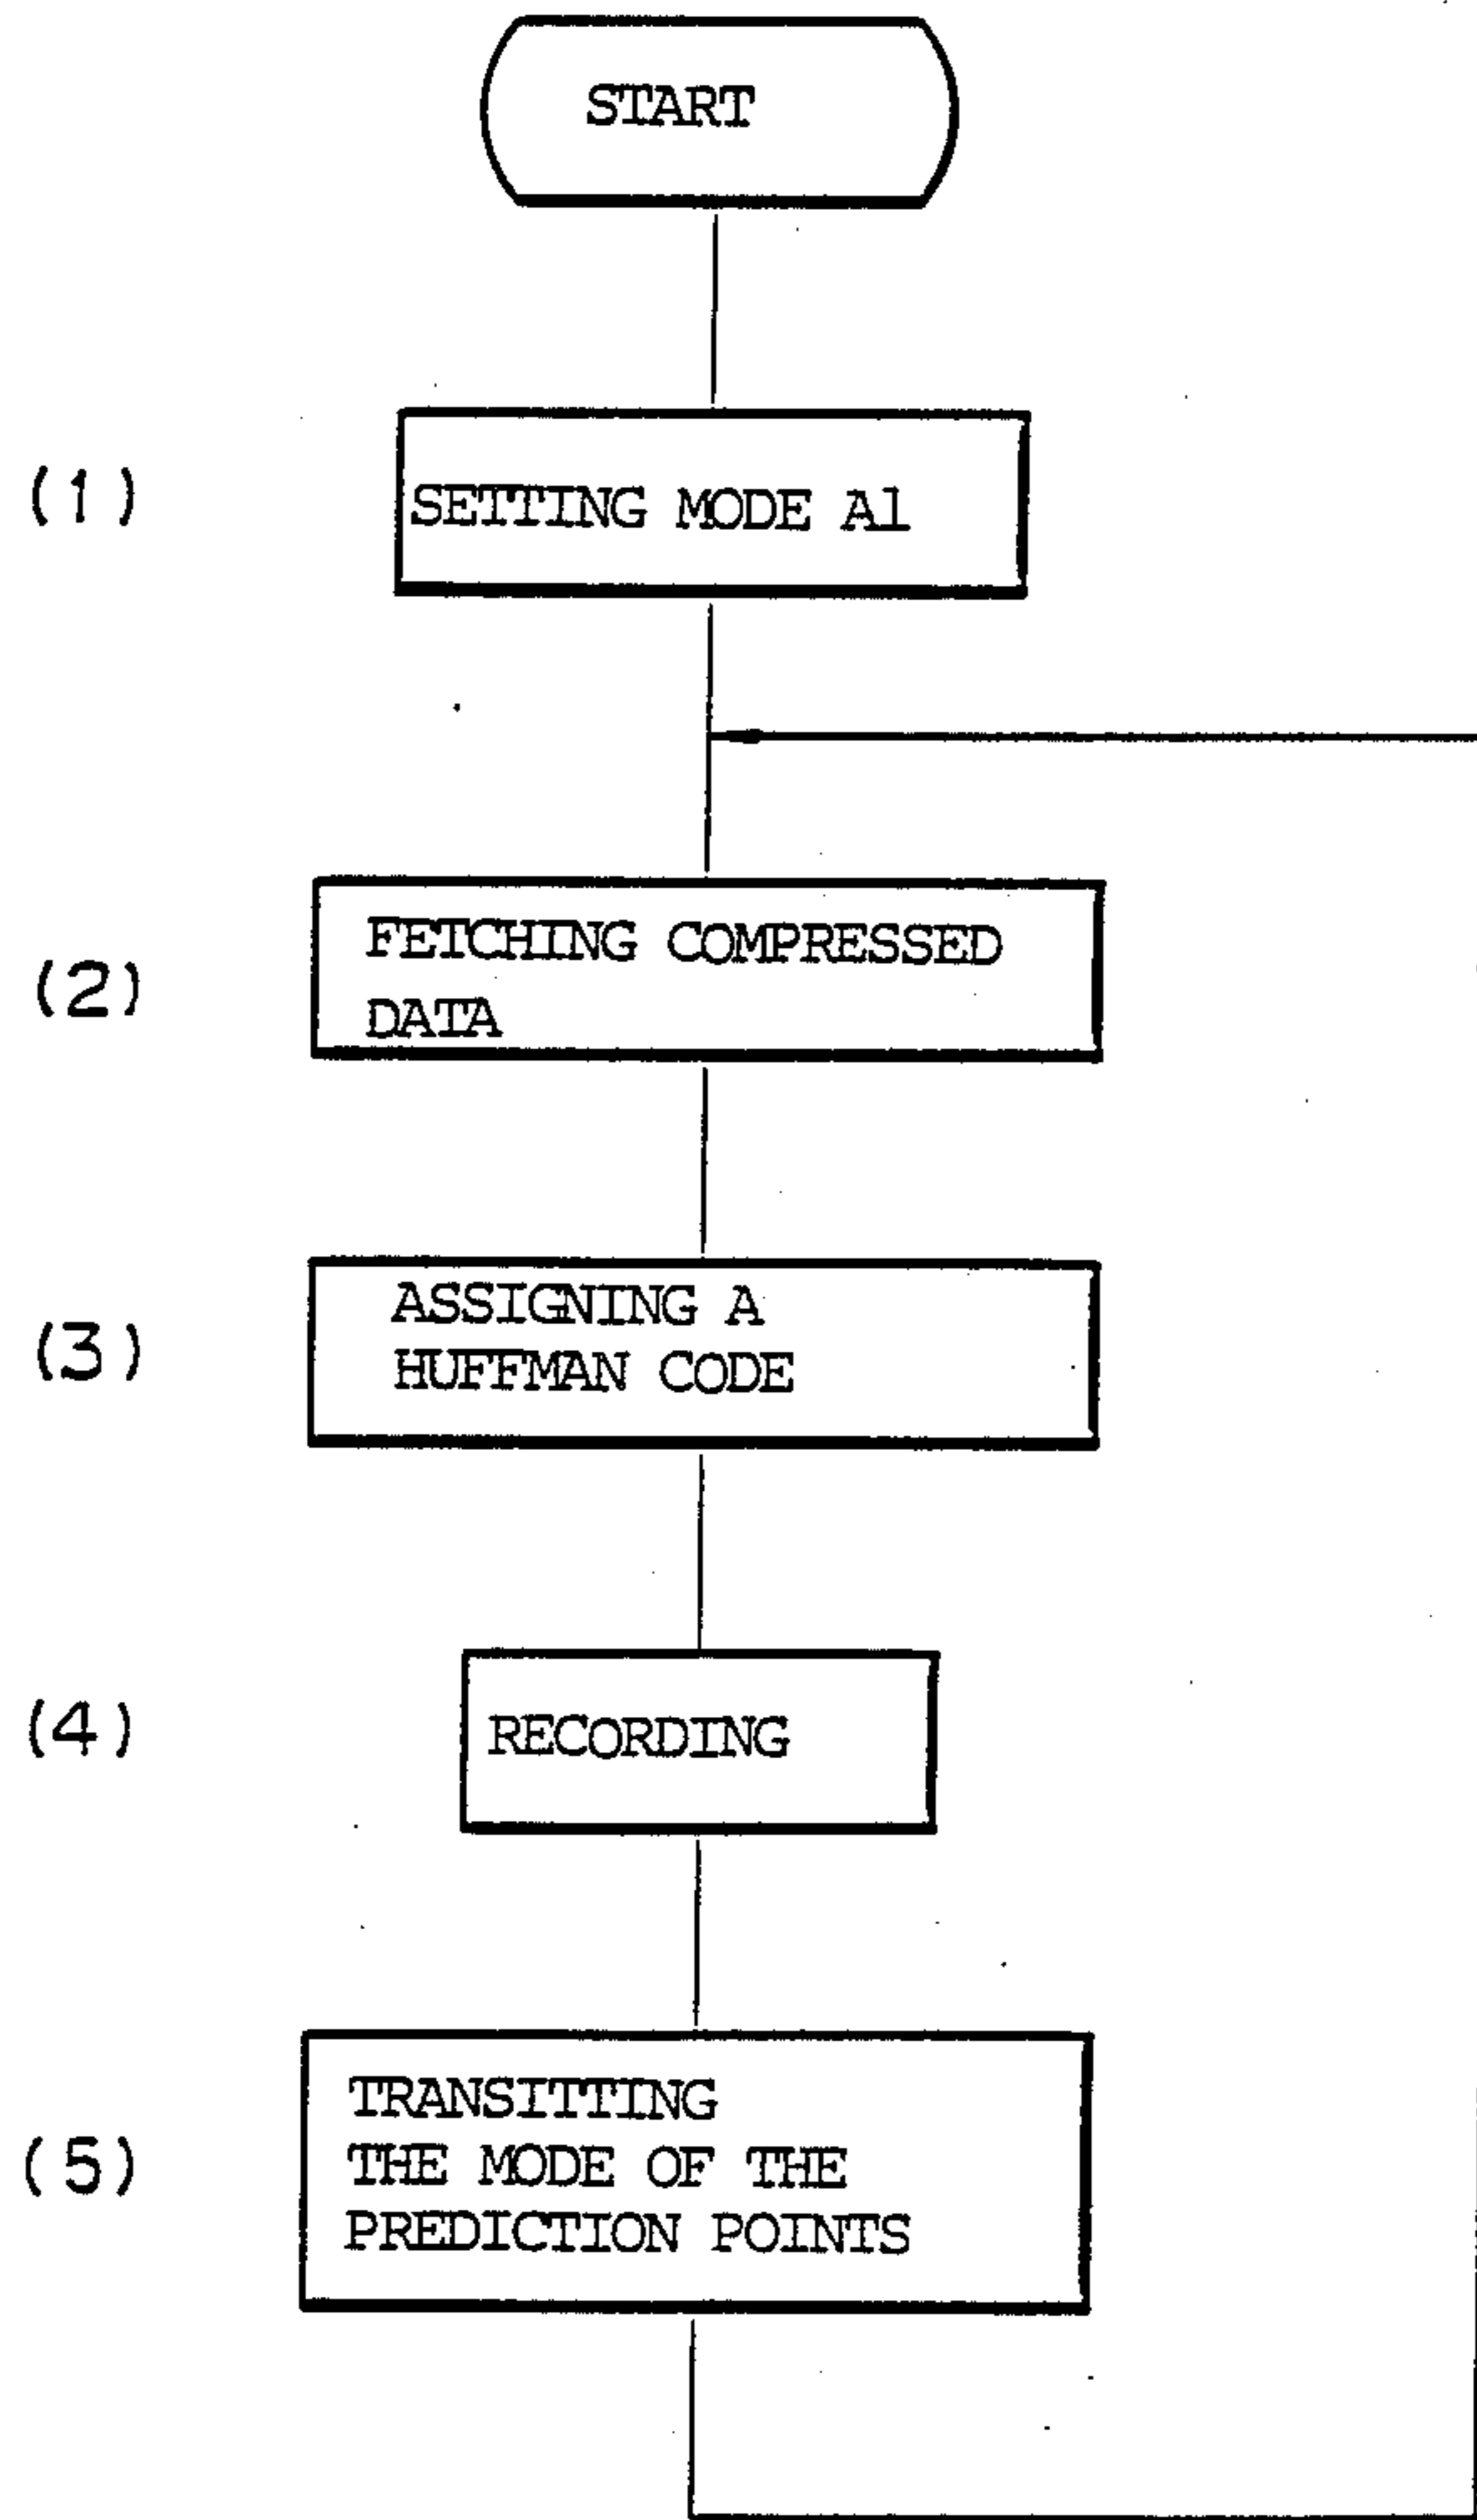 START
(1)
SETTING MODE A1
(2)
FETCHING COMPRESSED
DATA
(3)
ASSIGNING A
HUFFMAN CODE
(4)
RECORDING
(5)
TRANSITTING
THE MODE OF THE
PREDICTION POINTS